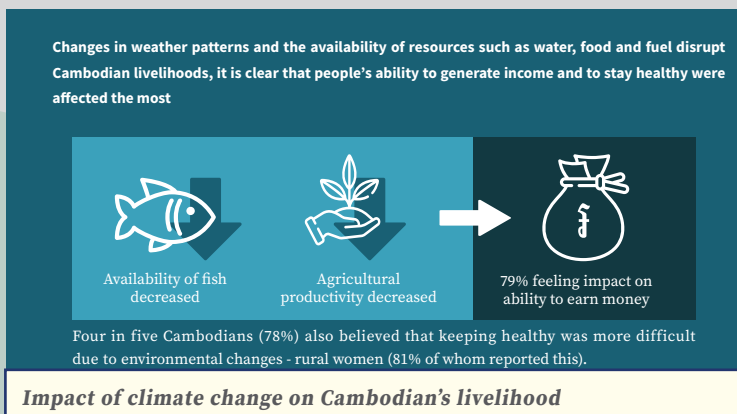 Changes in weather patterns and the availability of resources such as water, food and fuel disrupt
Cambodian livelihoods, it is clear that people's ability to generate income and to stay healthy were
affected the most
Availability of fish
decreased
Agricultural
productivity decreased
៛
79% feeling impact on
ability to earn money
Four in five Cambodians (78%) also believed that keeping healthy was more difficult
due to environmental changes - rural women (81% of whom reported this).
Impact of climate change on Cambodian's livelihood